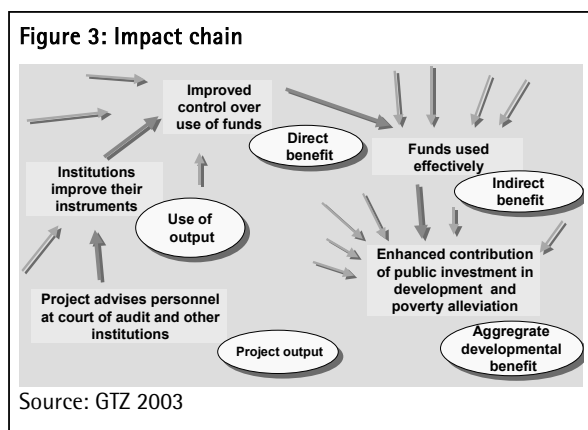 Figure 3: Impact chain
Improved
control over
use of funds
Direct
benefit
Funds used
effectively
Indirect
benefit
Institutions
improve their
instruments
Use of
output
Enhanced contribution
of public investment in
development and
poverty alleviation
Project advises personnel
at court of audit and other
institutions
Project output
Aggregrate
developmental
benefit
Source: GTZ 2003